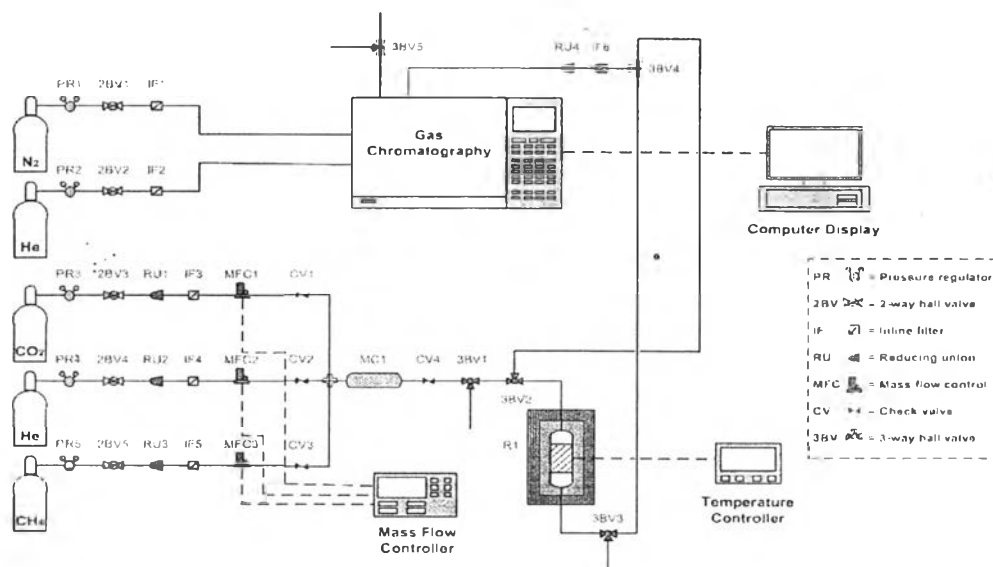 3BV5
RU4 IF6
3BV4
PR1 2BV1 IF1
N2
Gas
Chromatography
PR2 2BV2 IF2
He
Computer Display
PR3 2BV3 RU1 IF3 MFC1 CV1
CO2
PR4 2BV4 RU2 IF4 MFC2 CV2
MC1 CV4 3BV1
3BV2
He
PR5 2BV5 RU3 IF5 MFC3 CV3
CH4
R1
Mass Flow
Controller
Temperature
Controller
3BV3
PR = Pressure regulator
2BV = 2-way ball valve
IF = Inline filter
RU = Reducing union
MFC = Mass flow control
CV = Check valve
3BV = 3-way ball valve